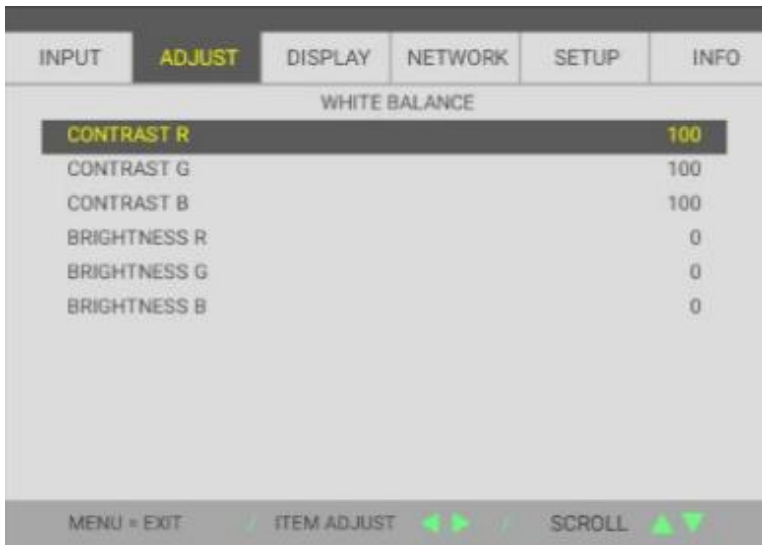 INPUT ADJUST DISPLAY NETWORK SETUP INFO
WHITE BALANCE
CONTRAST R 100
CONTRAST G 100
CONTRAST B 100
BRIGHTNESS R 0
BRIGHTNESS G 0
BRIGHTNESS B 0
MENU = EXIT / ITEM ADJUST ◀ ▶ / SCROLL ▲ ▼